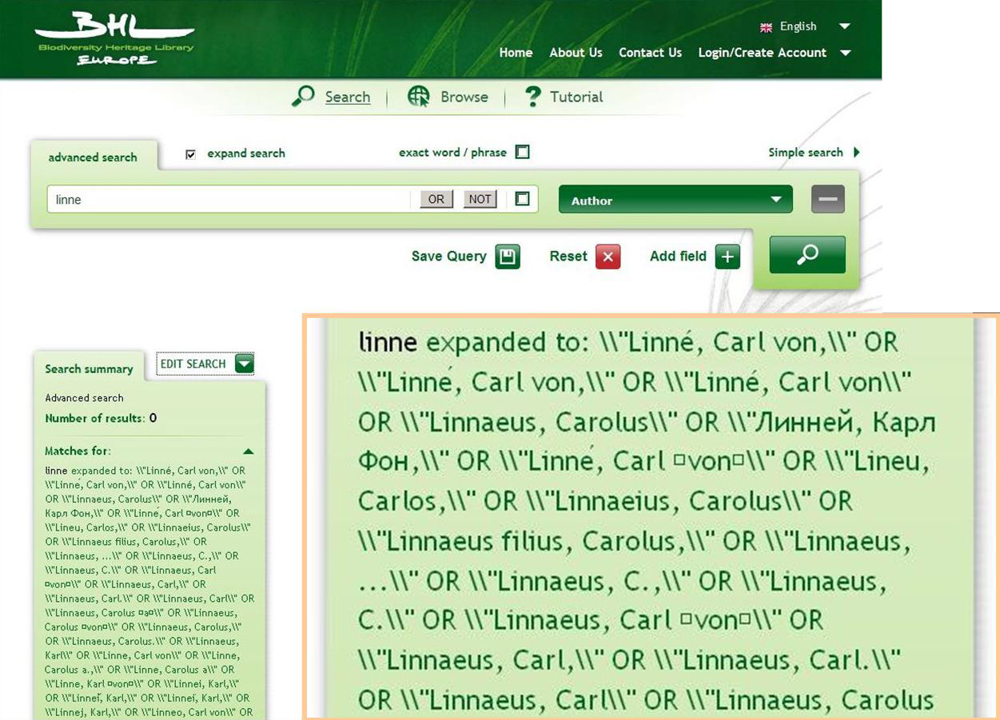 BHL
Biodiversity Heritage Library
EUROPE
English
Home About Us Contact Us Login/Create Account
Search Browse ? Tutorial
advanced search expand search exact word / phrase Simple search
linne OR NOT Author
Save Query Reset Add field
Search summary EDIT SEARCH
Advanced search
Number of results: 0
Matches for:
linne expanded to: \\"Linné, Carl von,\\" OR
\\"Linné, Carl von,\\" OR \\"Linné, Carl von\\"
OR \\"Linnaeus, Carolus\\" OR \\"Линней,
Карл Фон,\\" OR \\"Linné, Carl ¤von¤\\" OR
\\"Lineu, Carlos,\\" OR \\"Linnaeius, Carolus\\"
OR \\"Linnaeus filius, Carolus,\\" OR
\\"Linnaeus, ...\\" OR \\"Linnaeus, C.,\\" OR
\\"Linnaeus, C.\\" OR \\"Linnaeus, Carl
¤von¤\\" OR \\"Linnaeus, Carl,\\" OR
\\"Linnaeus, Carl.\\" OR \\"Linnaeus, Carl\\" OR
\\"Linnaeus, Carolus ¤a¤\\" OR \\"Linnaeus,
Carolus ¤von¤\\" OR \\"Linnaeus, Carolus,\\"
OR \\"Linnaeus, Carolus.\\" OR \\"Linnaeus,
Karl\\" OR \\"Linne, Carl von\\" OR \\"Linne,
Carolus a.,\\" OR \\"Linne, Carolus a\\" OR
\\"Linne, Karl ¤von¤\\" OR \\"Linnei, Karl,\\"
OR \\"Linneĭ, Karl,\\" OR \\"Linneĭ, Karl,\\" OR
\\"Linnej, Karl,\\" OR \\"Linneo, Carl von\\" OR
linne expanded to: \\"Linné, Carl von,\\" OR
\\"Linné, Carl von,\\" OR \\"Linné, Carl von\\"
OR \\"Linnaeus, Carolus\\" OR \\"Линней, Карл
Фон,\\" OR \\"Linné, Carl ¤von¤\\" OR \\"Lineu,
Carlos,\\" OR \\"Linnaeius, Carolus\\" OR
\\"Linnaeus filius, Carolus,\\" OR \\"Linnaeus,
...\\" OR \\"Linnaeus, C.,\\" OR \\"Linnaeus,
C.\\" OR \\"Linnaeus, Carl ¤von¤\\" OR
\\"Linnaeus, Carl,\\" OR \\"Linnaeus, Carl.\\"
OR \\"Linnaeus, Carl\\" OR \\"Linnaeus, Carolus